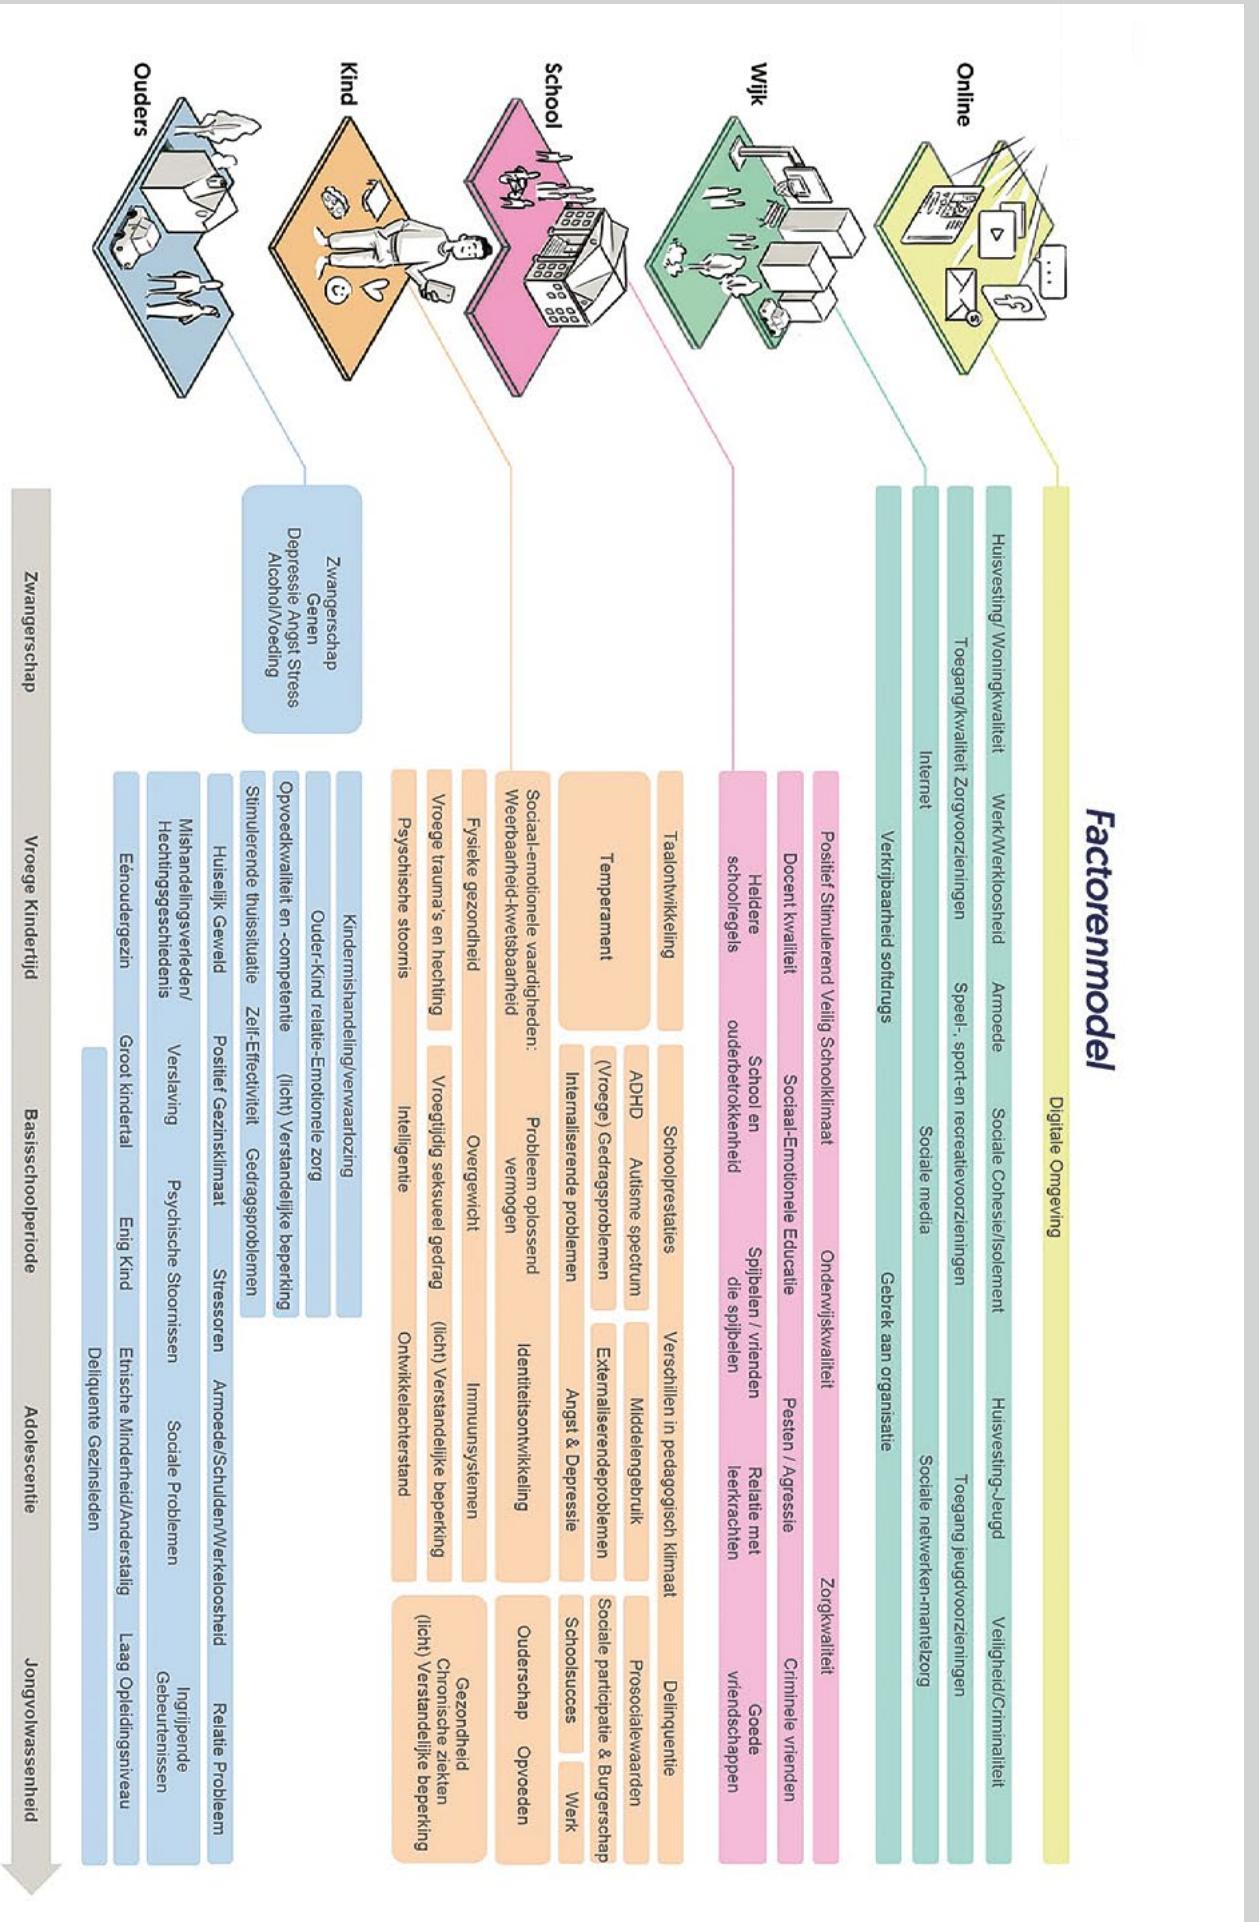 Factorenmodel
Online
Digitale Omgeving
Wijk
Huisvesting/ Woningkwaliteit Werk/Werkloosheid Armoede Sociale Cohesie/Isolement Huisvesting-Jeugd Veiligheid/Criminaliteit
Toegang/kwaliteit Zorgvoorzieningen Speel-, sport-en recreatievoorzieningen Toegang jeugdvoorzieningen
Internet Sociale media Sociale netwerken-mantelzorg
Verkrijbaarheid softdrugs Gebrek aan organisatie
School
Positief Stimulerend Veilig Schoolklimaat Onderwijskwaliteit Zorgkwaliteit
Docent kwaliteit Sociaal-Emotionele Educatie Pesten / Agressie Criminele vrienden
Heldere
schoolregels
School en
ouderbetrokkenheid
Spijbelen / vrienden
die spijbelen
Relatie met
leerkrachten
Goede
vriendschappen
Kind
Taalontwikkeling Schoolprestaties Verschillen in pedagogisch klimaat Delinquentie
Temperament
ADHD Autisme spectrum Middelengebruik Prosocialewaarden
(Vroege) Gedragsproblemen Externaliserendeproblemen Sociale participatie & Burgerschap
Internaliserende problemen Angst & Depressie Schoolsucces Werk
Sociaal-emotionele vaardigheden:
Weerbaarheid-kwetsbaarheid
Probleem oplossend
vermogen
Identiteitsontwikkeling Ouderschap Opvoeden
Fysieke gezondheid Overgewicht Immuunsystemen
Vroege trauma's en hechting Vroegtijdig seksueel gedrag (licht) Verstandelijke beperking
Psyschische stoornis Intelligentie Ontwikkelachterstand
Gezondheid
Chronische ziekten
(licht) Verstandelijke beperking
Ouders
Zwangerschap
Genen
Depressie Angst Stress
Alcohol/Voeding
Kindermishandeling/verwaarlozing
Ouder-Kind relatie-Emotionele zorg
Opvoedkwaliteit en -competentie (licht) Verstandelijke beperking
Stimulerende thuissituatie Zelf-Effectiviteit Gedragsproblemen
Huiselijk Geweld Positief Gezinsklimaat Stressoren Armoede/Schulden/Werkeloosheid Relatie Probleem
Mishandelingsverleden/
Hechtingsgeschiedenis
Verslaving Psychische Stoornissen Sociale Problemen
Ingrijpende
Gebeurtenissen
Eénoudergezin Groot kindertal Enig Kind Etnische Minderheid/Anderstalig Laag Opleidingsniveau
Deliquente Gezinsleden
Zwangerschap Vroege Kindertijd Basisschoolperiode Adolescentie Jongvolwassenheid